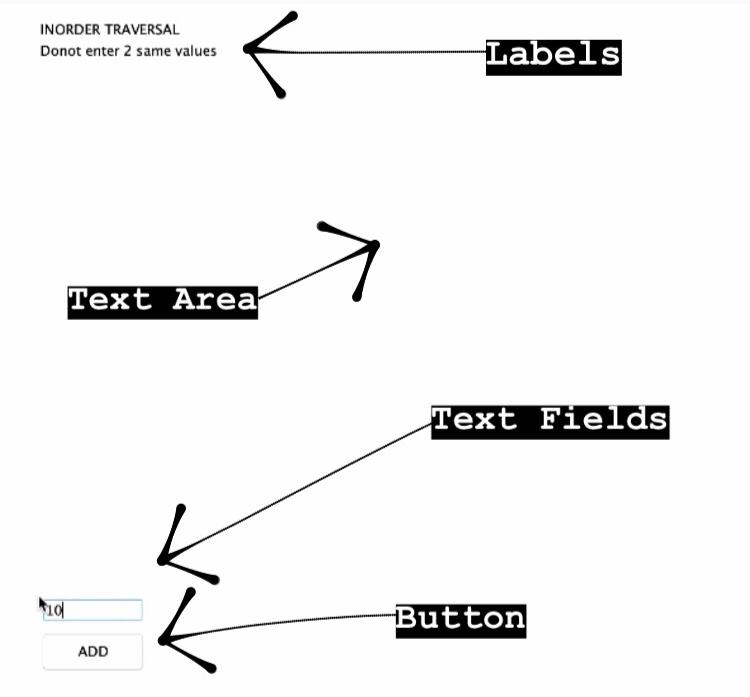 INORDER TRAVERSAL
Donot enter 2 same values
Labels
Text Area
Text Fields
10
Button
ADD